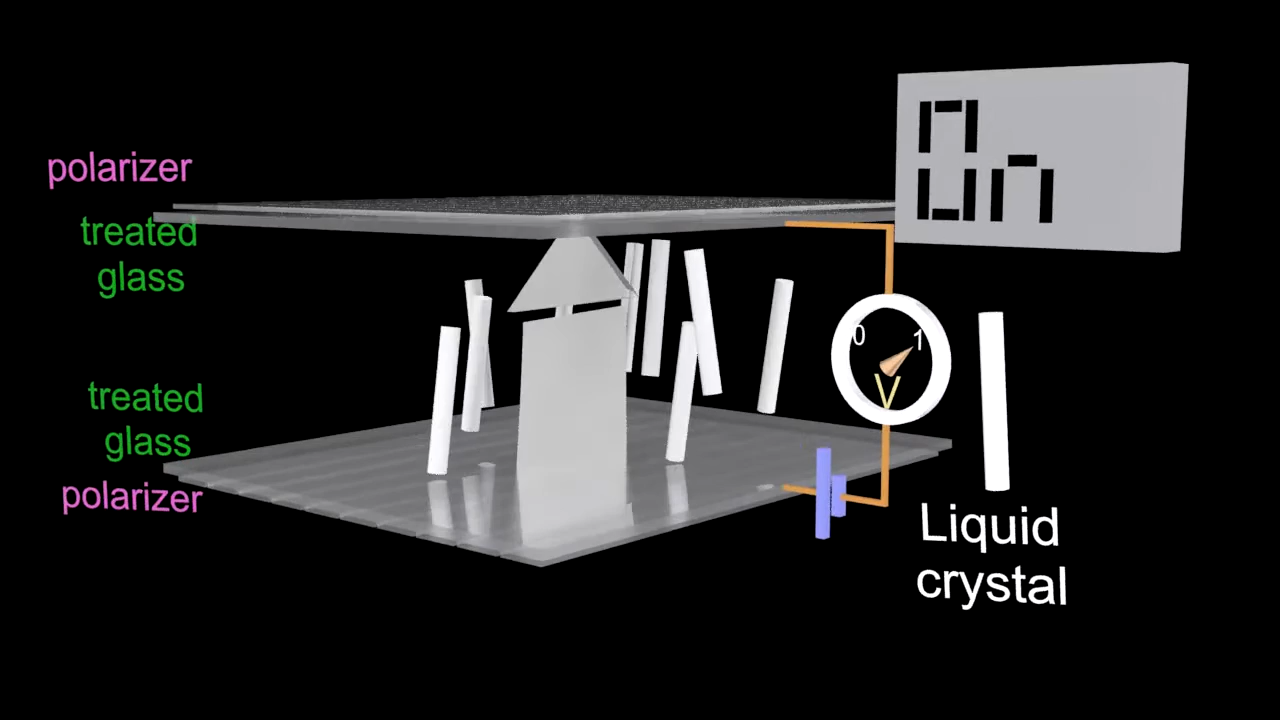 On
polarizer
treated
glass
0 1
V
treated
glass
polarizer
Liquid
crystal